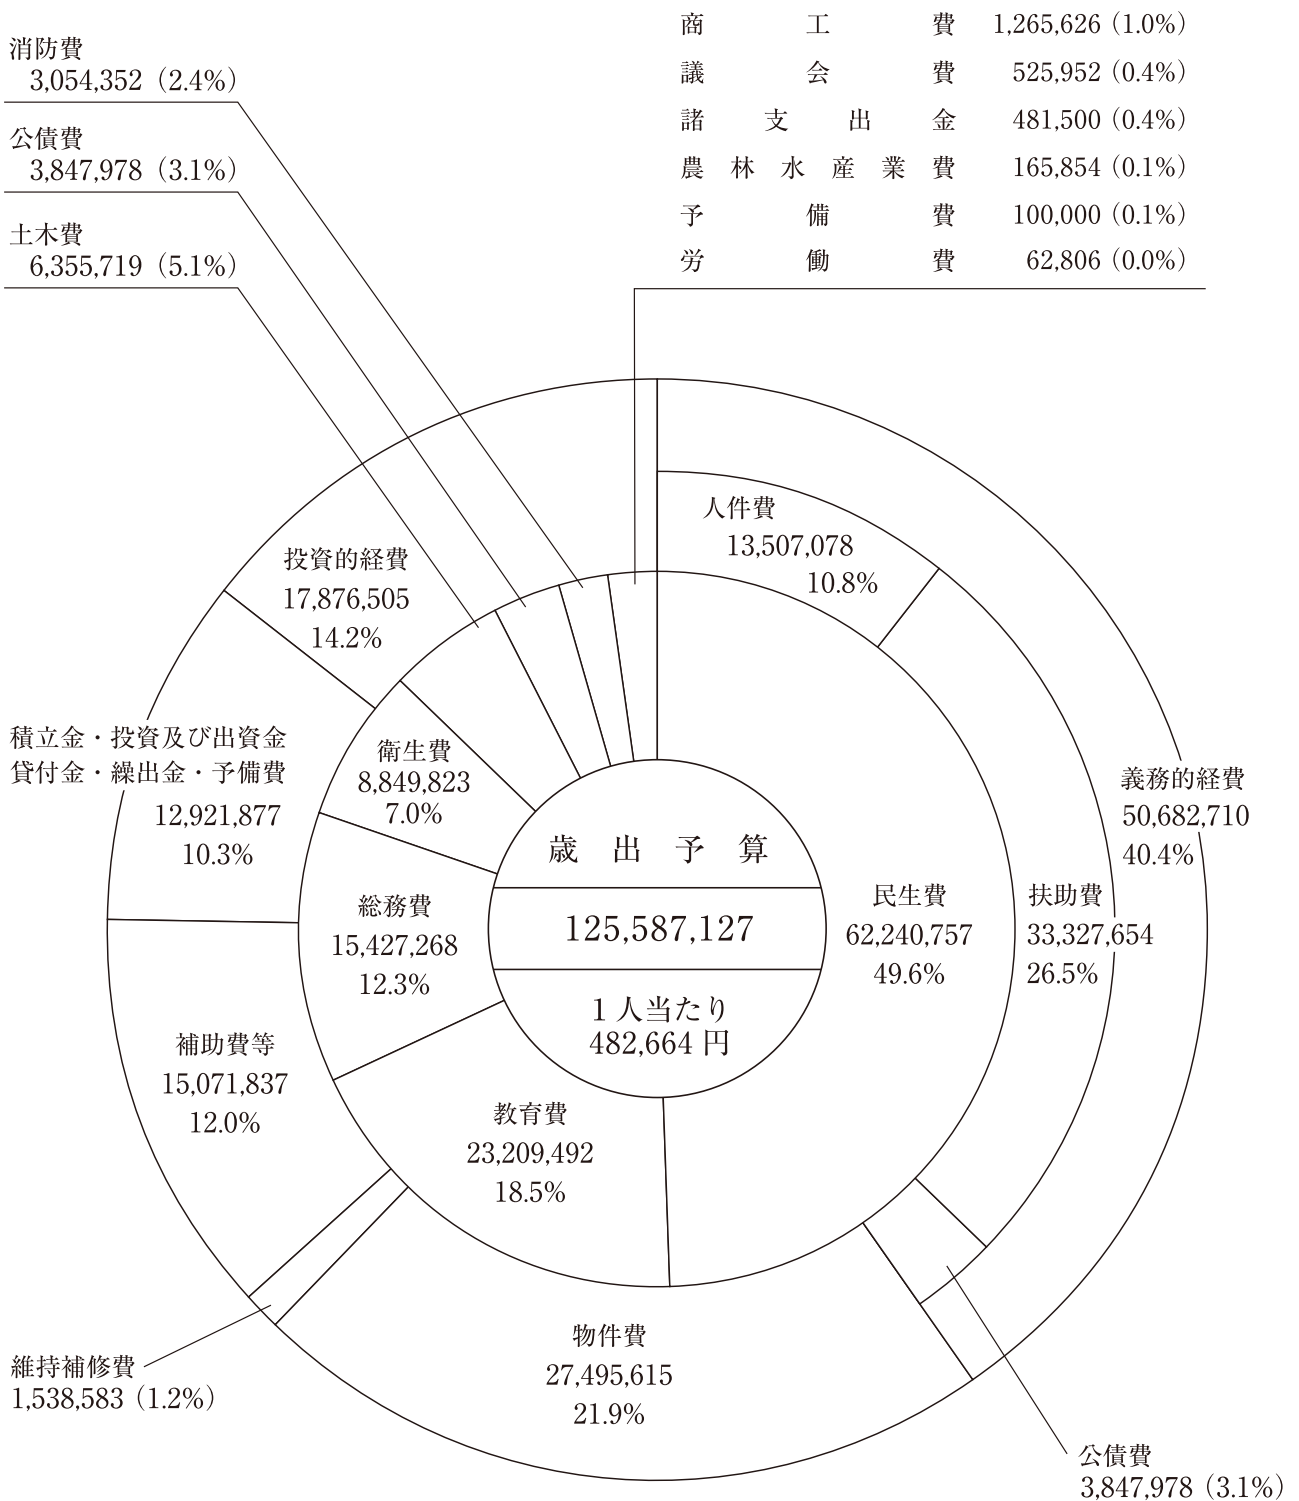 商工費 1,265,626（1.0%）
議会費 525,952（0.4%）
諸支出金 481,500（0.4%）
農林水産業費 165,854（0.1%）
予備費 100,000（0.1%）
労働費 62,806（0.0%）
消防費
3,054,352（2.4%）
公債費
3,847,978（3.1%）
土木費
6,355,719（5.1%）
人件費
13,507,078
10.8%
投資的経費
17,876,505
14.2%
積立金・投資及び出資金
貸付金・繰出金・予備費
12,921,877
10.3%
衛生費
8,849,823
7.0%
義務的経費
50,682,710
40.4%
歳出予算
125,587,127
1人当たり
482,664円
民生費
62,240,757
49.6%
扶助費
33,327,654
26.5%
総務費
15,427,268
12.3%
補助費等
15,071,837
12.0%
教育費
23,209,492
18.5%
物件費
27,495,615
21.9%
維持補修費
1,538,583（1.2%）
公債費
3,847,978（3.1%）